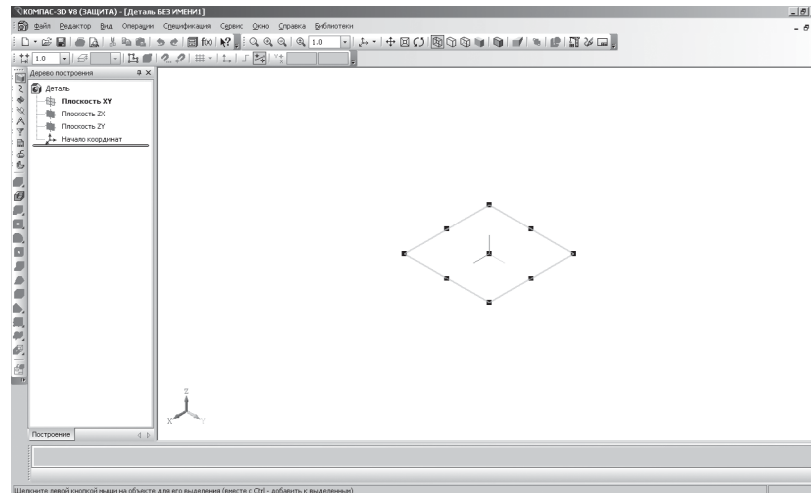 КОМПАС-3D V8 (ЗАЩИТА) - [Деталь БЕЗ ИМЕНИ1]
Файл Редактор Вид Операции Спецификация Сервис Окно Справка Библиотеки
1.0
1.0
Дерево построения
Деталь
Плоскость XY
Плоскость ZX
Плоскость ZY
Начало координат
Z
X Y
Построение
Щелкните левой кнопкой мыши на объекте для его выделения (вместе с Ctrl - добавить к выделенным)